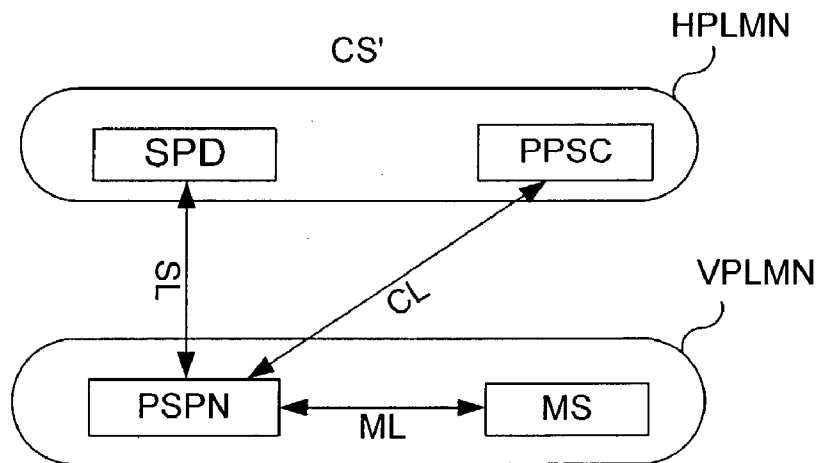 HPLMN
CS'
SPD
PPSC
SL
CL
VPLMN
PSPN
ML
MS